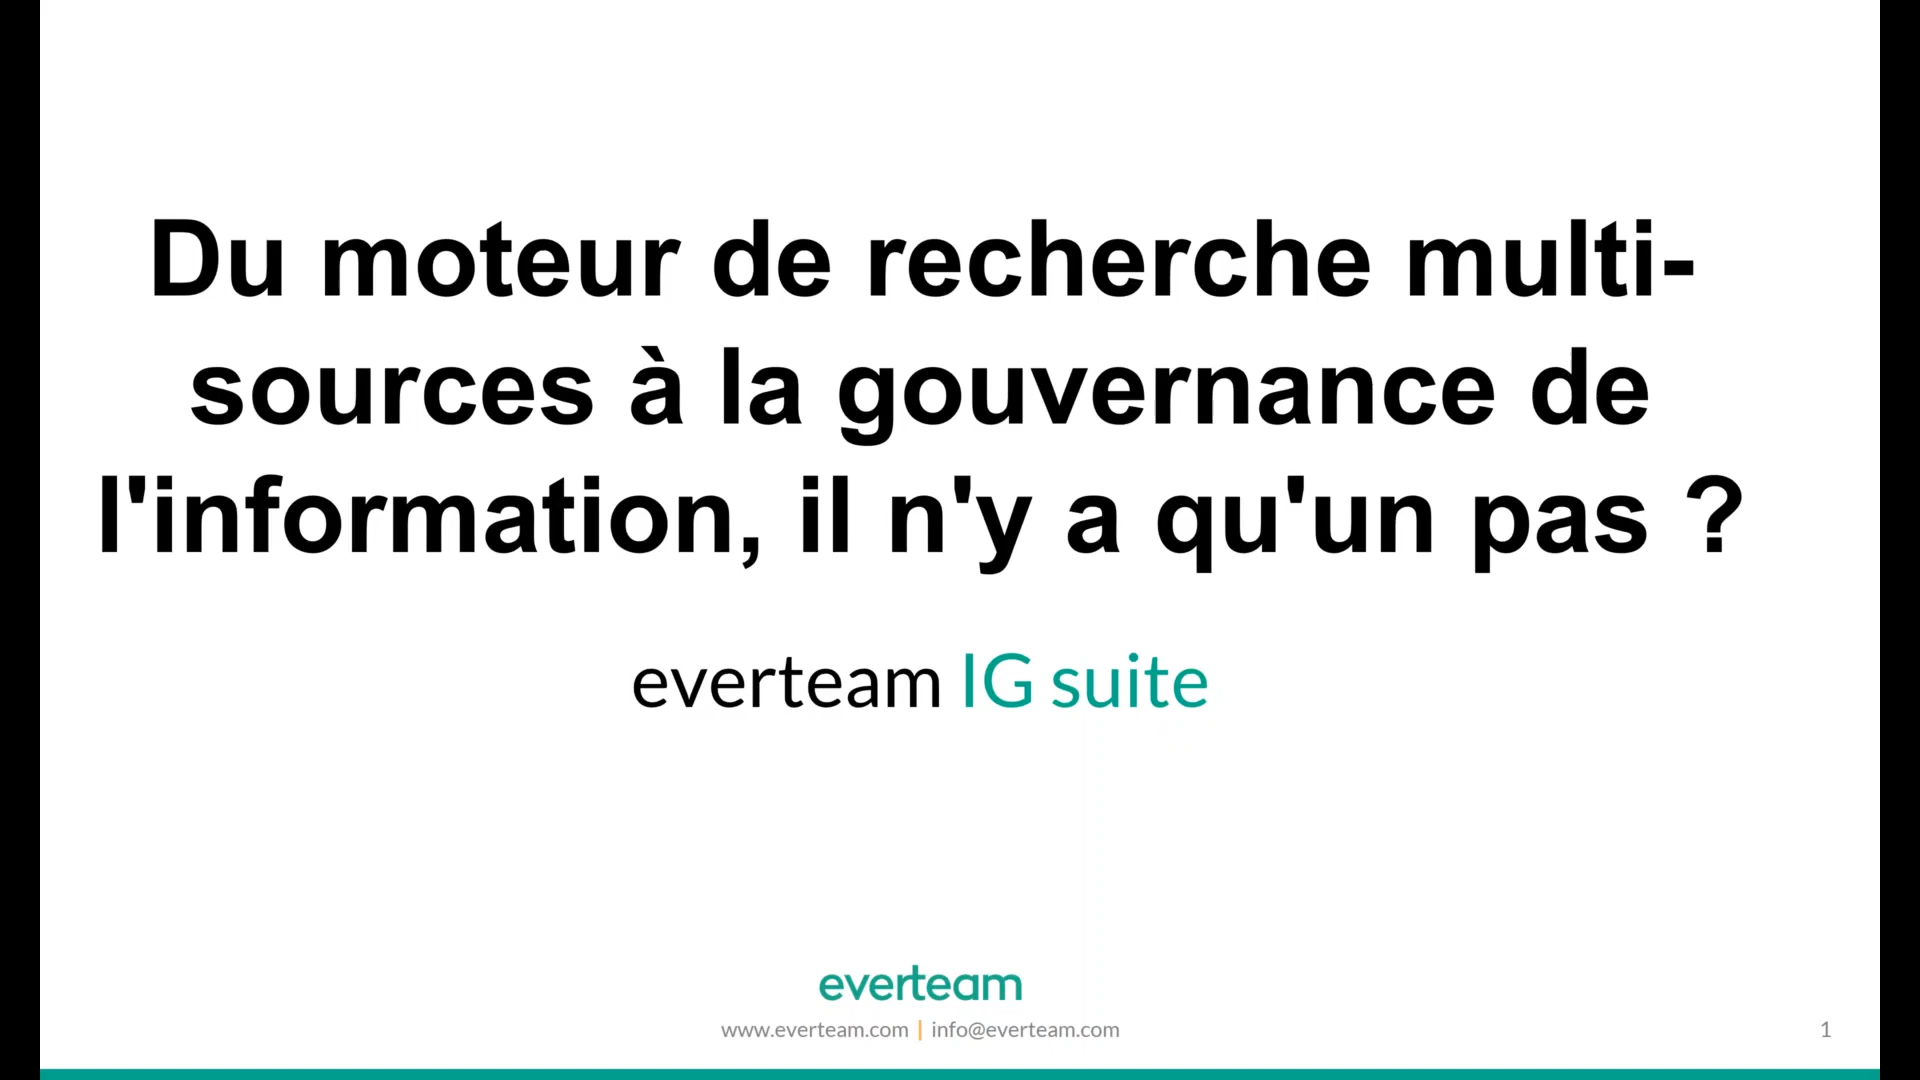 Du moteur de recherche multi-
sources à la gouvernance de
l'information, il n'y a qu'un pas ?
everteam IG suite
everteam
www.everteam.com | info@everteam.com
1